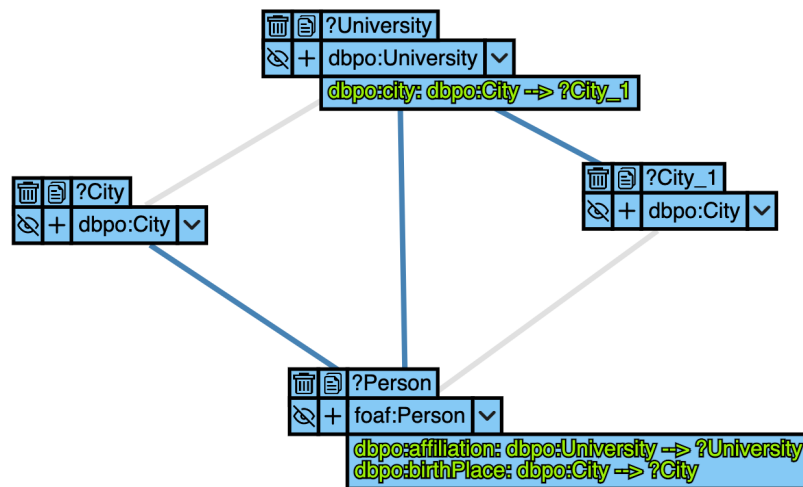 ?University
dbpo:University
dbpo:city: dbpo:City --> ?City_1
?City
dbpo:City
?City_1
dbpo:City
?Person
foaf:Person
dbpo:affiliation: dbpo:University --> ?University
dbpo:birthPlace: dbpo:City --> ?City